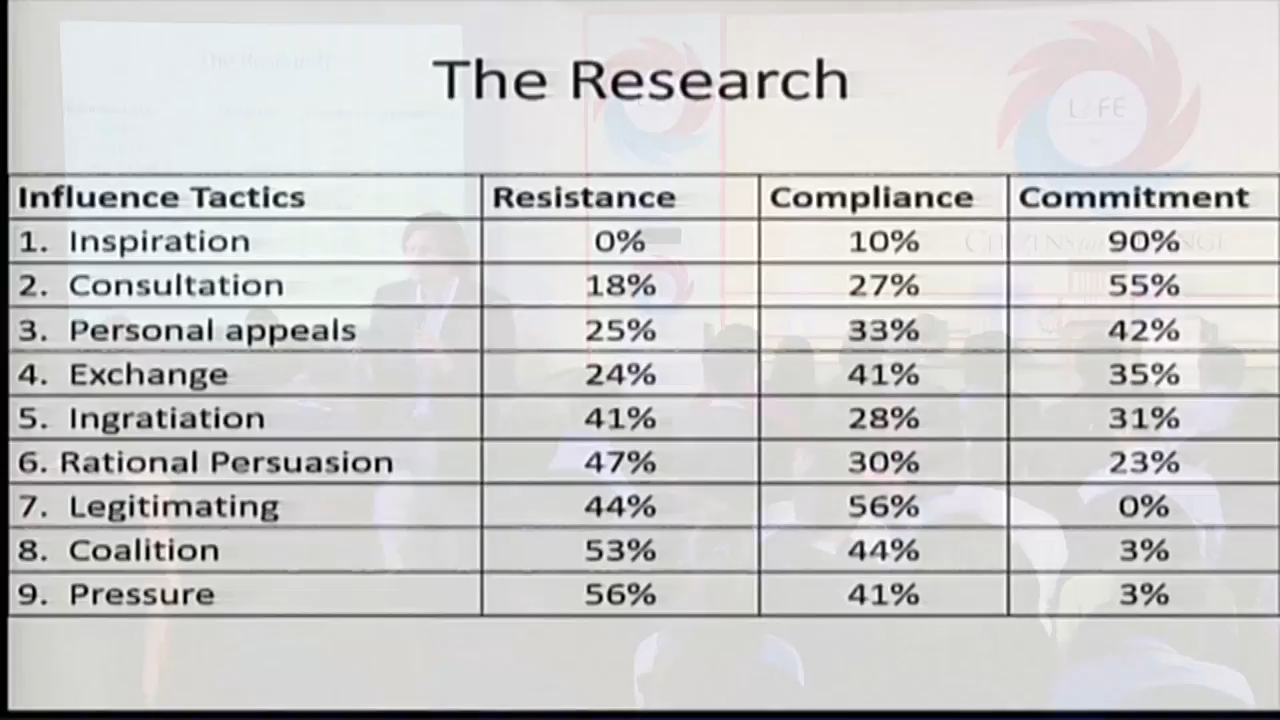 The Research
Influence Tactics Resistance Compliance Commitment
1. Inspiration 0% 10% 90%
2. Consultation 18% 27% 55%
3. Personal appeals 25% 33% 42%
4. Exchange 24% 41% 35%
5. Ingratiation 41% 28% 31%
6. Rational Persuasion 47% 30% 23%
7. Legitimating 44% 56% 0%
8. Coalition 53% 44% 3%
9. Pressure 56% 41% 3%